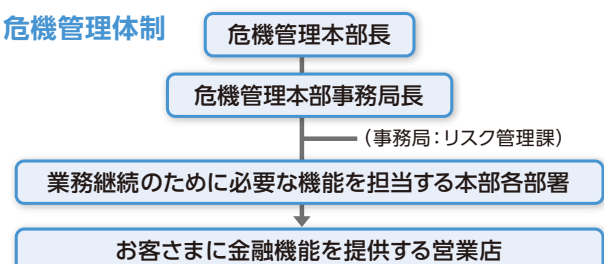 危機管理体制
危機管理本部長
危機管理本部事務局長
（事務局：リスク管理課）
業務継続のために必要な機能を担当する本部各部署
お客さまに金融機能を提供する営業店